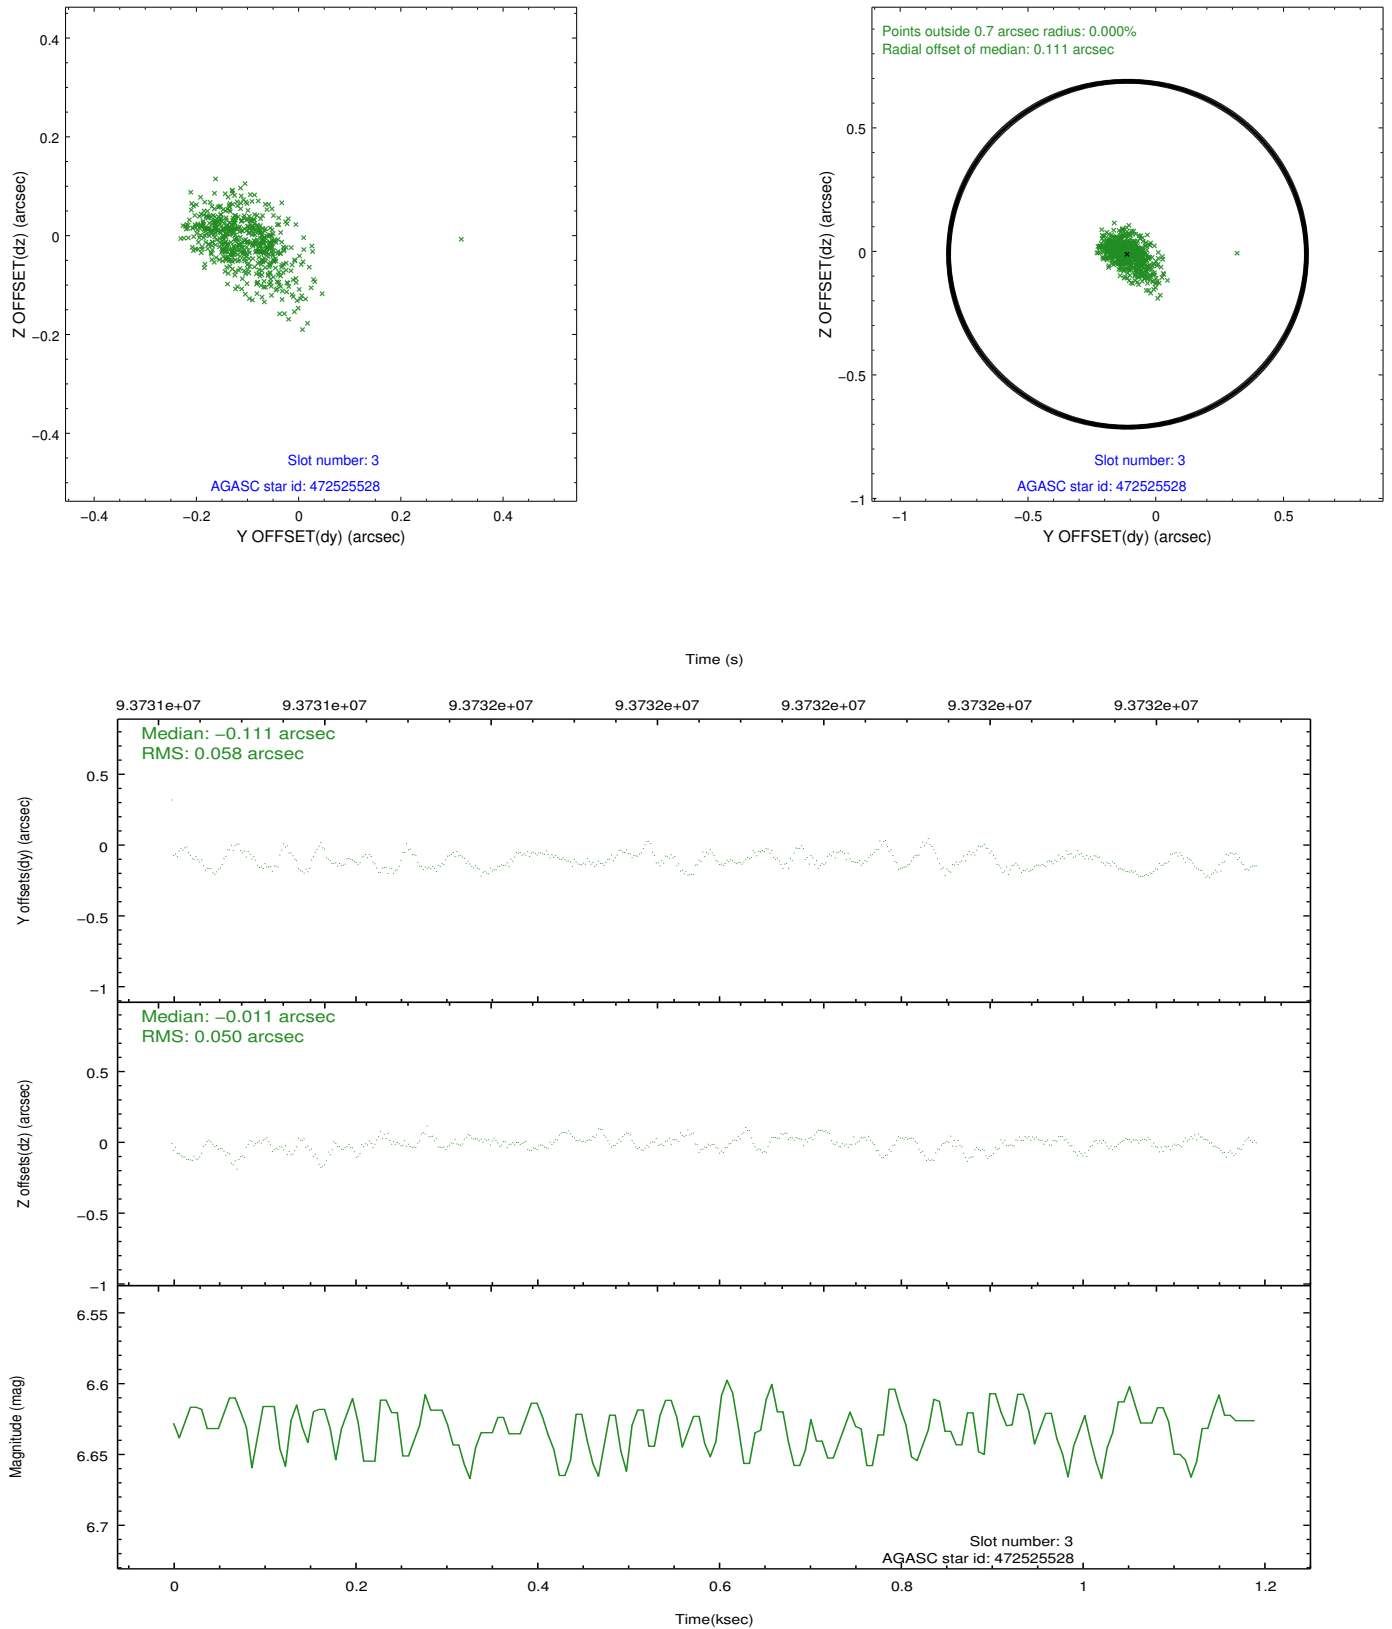 0.4
0.2
0
−0.2
−0.4
Z OFFSET(dz) (arcsec)
Slot number: 3
AGASC star id: 472525528
−0.4 −0.2 0 0.2 0.4
Y OFFSET(dy) (arcsec)
Points outside 0.7 arcsec radius: 0.000%
Radial offset of median: 0.111 arcsec
0.5
0
−0.5
−1
Z OFFSET(dz) (arcsec)
Slot number: 3
AGASC star id: 472525528
−1 −0.5 0 0.5
Y OFFSET(dy) (arcsec)
Time (s)
9.3731e+07 9.3731e+07 9.3732e+07 9.3732e+07 9.3732e+07 9.3732e+07 9.3732e+07
Median: −0.111 arcsec
RMS: 0.058 arcsec
0.5
0
−0.5
−1
Y offsets(dy) (arcsec)
Median: −0.011 arcsec
RMS: 0.050 arcsec
0.5
0
−0.5
−1
Z offsets(dz) (arcsec)
6.55
6.6
6.65
6.7
Magnitude (mag)
Slot number: 3
AGASC star id: 472525528
0 0.2 0.4 0.6 0.8 1 1.2
Time(ksec)